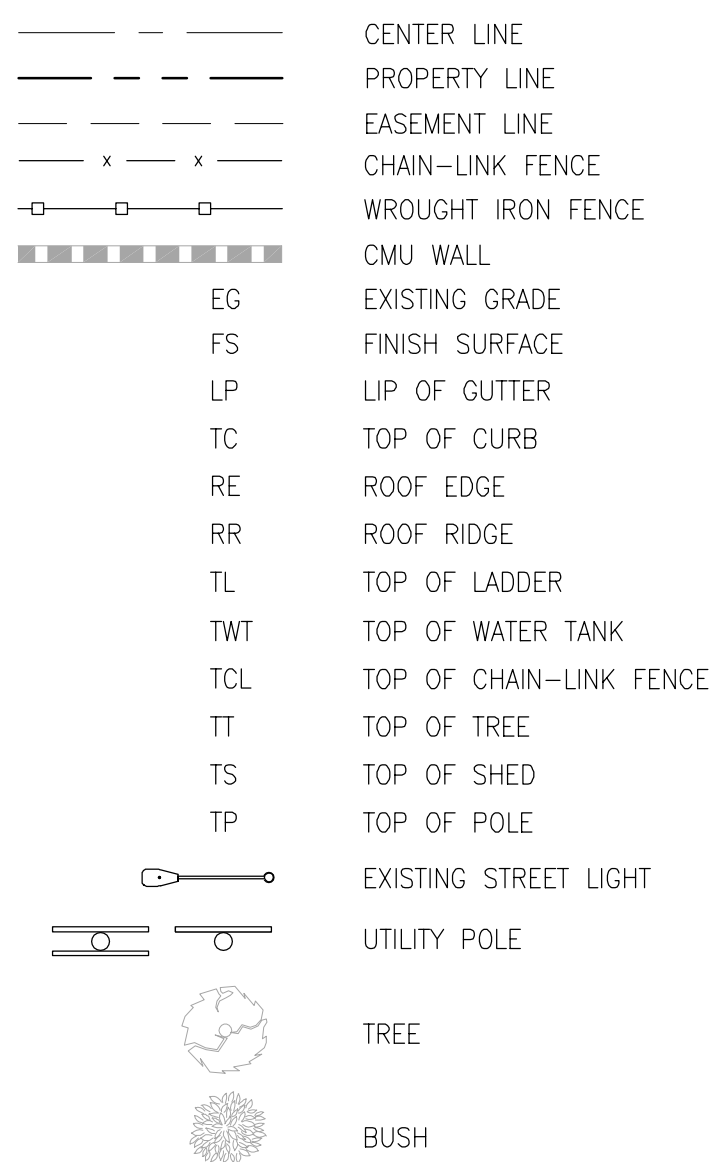 CENTER LINE
PROPERTY LINE
EASEMENT LINE
x x CHAIN-LINK FENCE
WROUGHT IRON FENCE
CMU WALL
EG EXISTING GRADE
FS FINISH SURFACE
LP LIP OF GUTTER
TC TOP OF CURB
RE ROOF EDGE
RR ROOF RIDGE
TL TOP OF LADDER
TWT TOP OF WATER TANK
TCL TOP OF CHAIN-LINK FENCE
TT TOP OF TREE
TS TOP OF SHED
TP TOP OF POLE
EXISTING STREET LIGHT
UTILITY POLE
TREE
BUSH